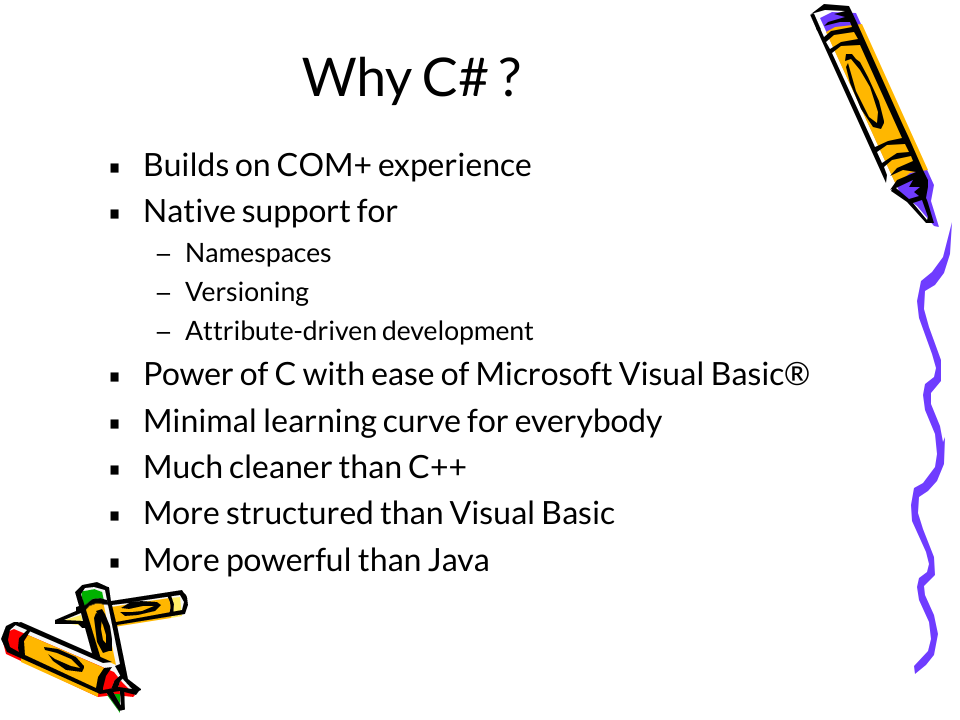 Why C# ?
▪ Builds on COM+ experience
▪ Native support for
– Namespaces
– Versioning
– Attribute-driven development
▪ Power of C with ease of Microsoft Visual Basic®
▪ Minimal learning curve for everybody
▪ Much cleaner than C++
▪ More structured than Visual Basic
▪ More powerful than Java